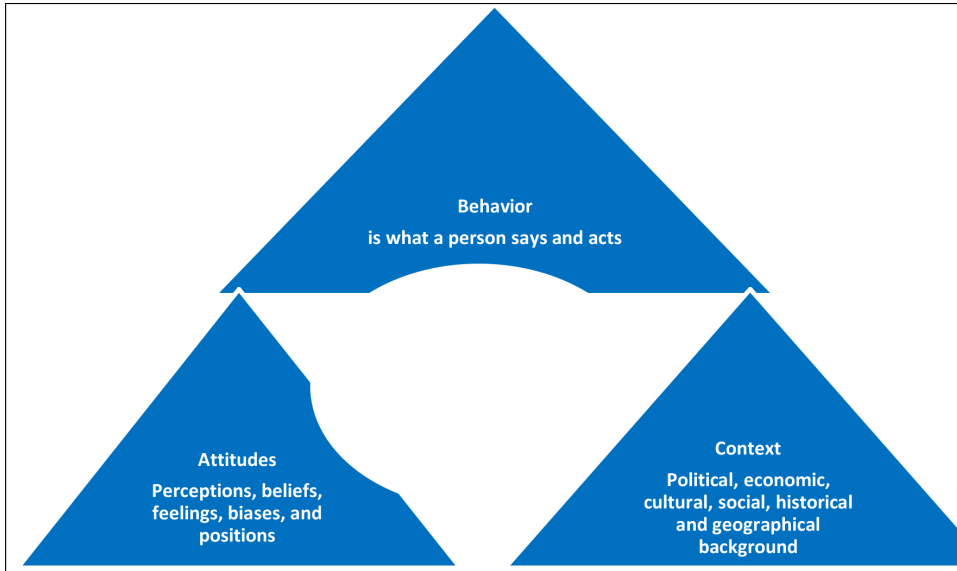 Behavior
is what a person says and acts
Attitudes
Perceptions, beliefs,
feelings, biases, and
positions
Context
Political, economic,
cultural, social, historical
and geographical
background